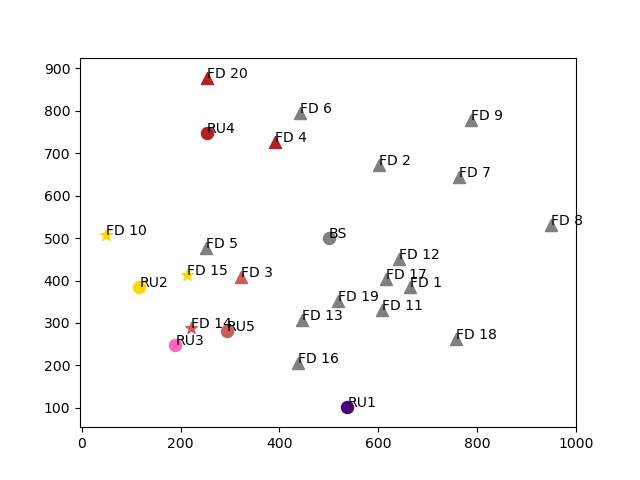 900
800
700
600
500
400
300
200
100
0
200
400
600
800
1000
FD 20
FD 6
FD 9
RU4
FD 4
FD 2
FD 7
FD 8
FD 10
BS
FD 5
FD 12
FD 15
FD 3
FD 17
RU2
FD 1
FD 19
FD 11
FD 13
FD 14
RU5
FD 18
RU3
FD 16
RU1